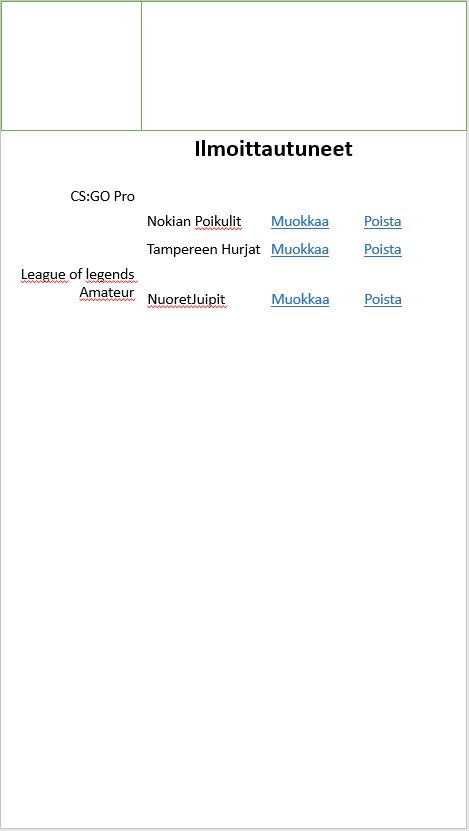 Ilmoittautuneet
CS:GO Pro
Nokian Poikulit Muokkaa Poista
Tampereen Hurjat Muokkaa Poista
League of legends
Amateur
NuoretJuipit Muokkaa Poista